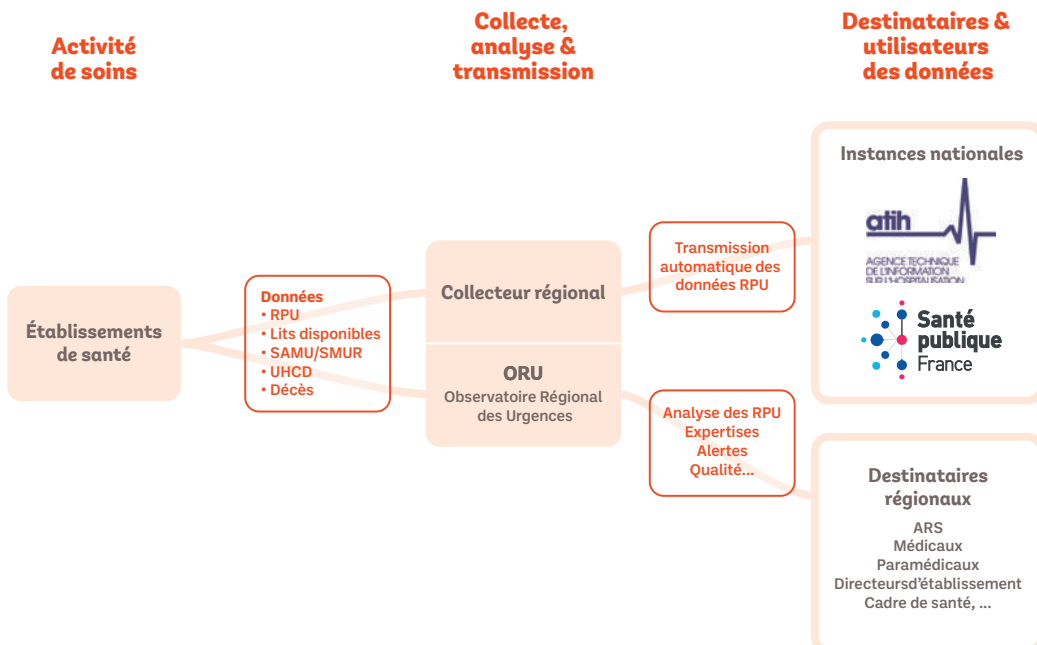 Activité
de soins
Collecte,
analyse &
transmission
Destinataires &
utilisateurs
des données
Établissements
de santé
Données
• RPU
• Lits disponibles
• SAMU/SMUR
• UHCD
• Décès
Collecteur régional
ORU
Observatoire Régional
des Urgences
Transmission
automatique des
données RPU
Analyse des RPU
Expertises
Alertes
Qualité...
Instances nationales
atih
AGENCE TECHNIQUE
DE L'INFORMATION
SUR L'HOSPITALISATION
Santé
publique
France
Destinataires
régionaux
ARS
Médicaux
Paramédicaux
Directeursd'établissement
Cadre de santé, ...